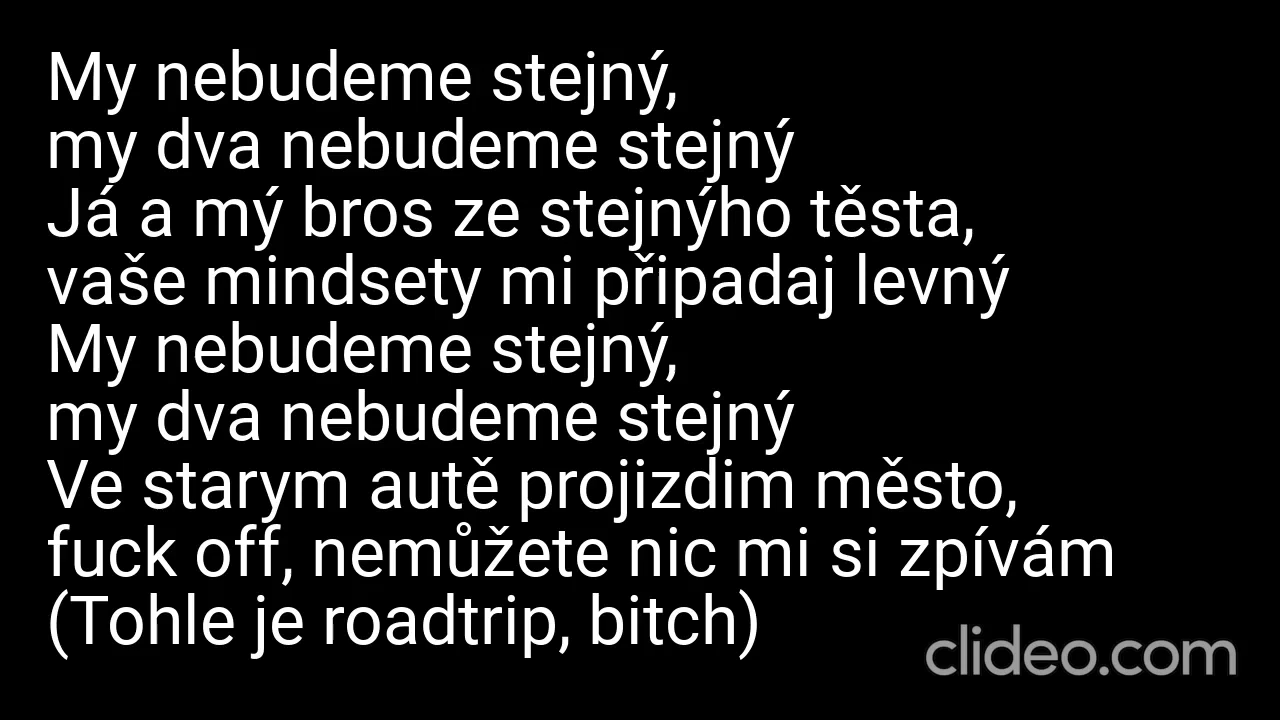 My nebudeme stejný,
my dva nebudeme stejný
Já a mý bros ze stejnýho těsta,
vaše mindsety mi připadaj levný
My nebudeme stejný,
my dva nebudeme stejný
Ve starym autě projizdim město,
fuck off, nemůžete nic mi si zpívám
(Tohle je roadtrip, bitch)
clideo.com